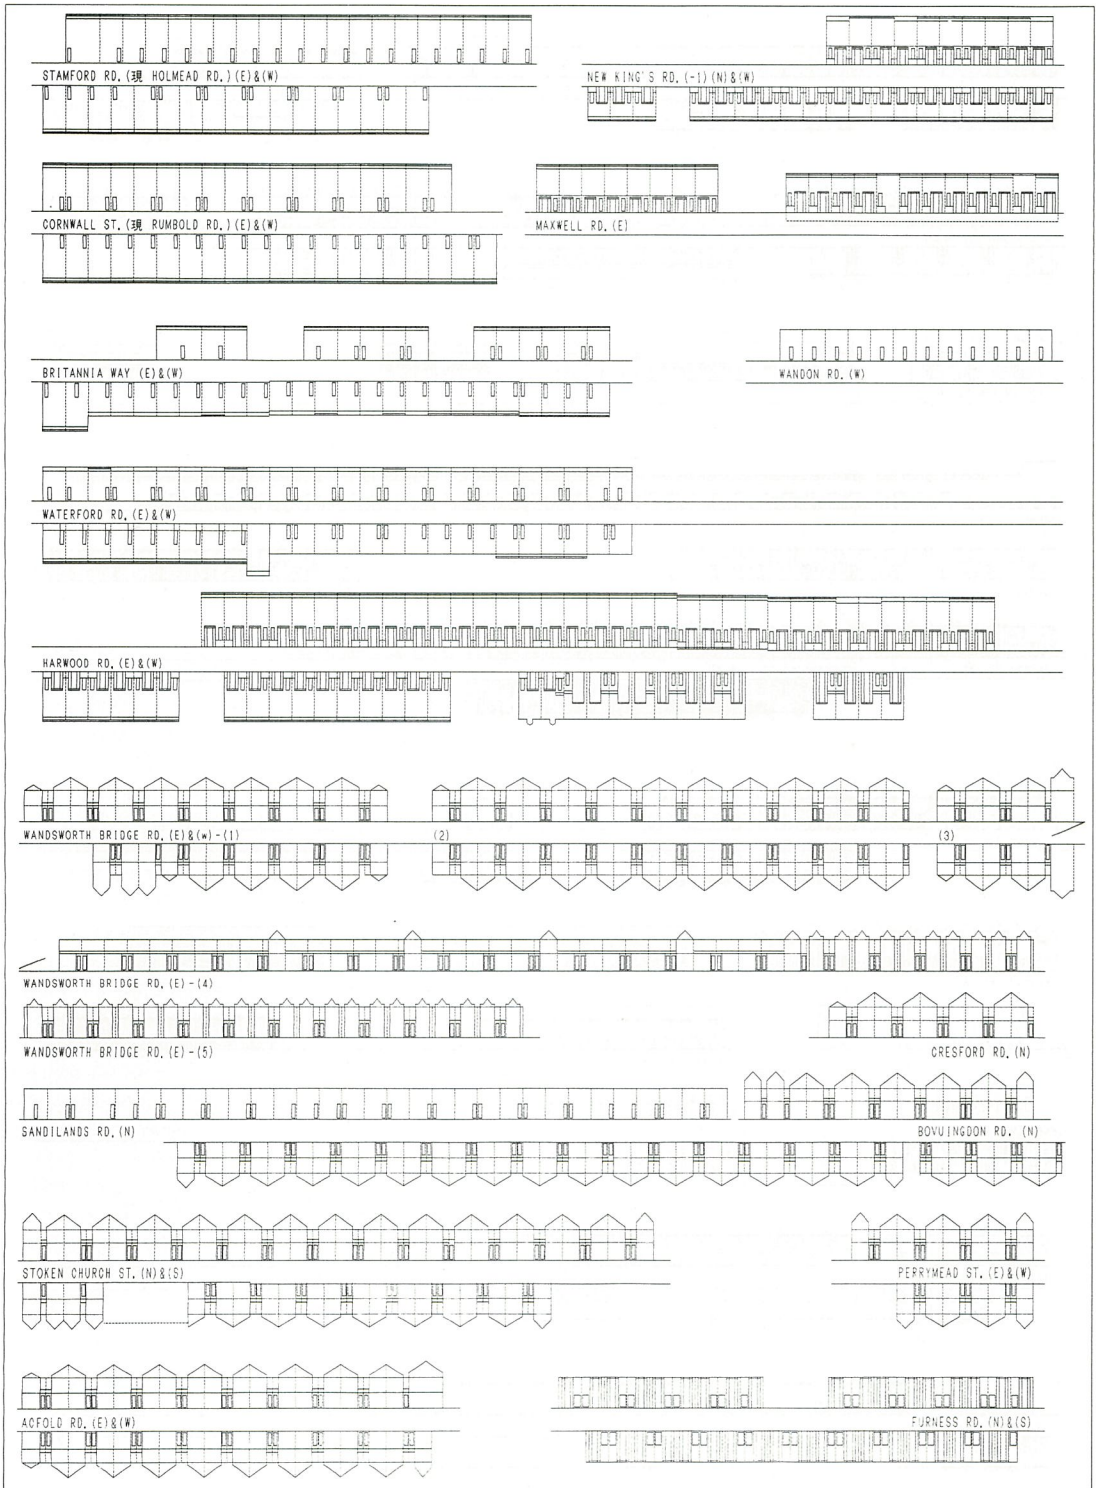 STAMFORD RD. (現 HOLMEAD RD.) (E)&(W)
NEW KING'S RD. (-1) (N)&(W)
CORNWALL ST. (現 RUMBOLD RD.) (E)&(W)
MAXWELL RD. (E)
BRITANNIA WAY (E)&(W)
WANDON RD. (W)
WATERFORD RD. (E)&(W)
HARWOOD RD. (E)&(W)
WANDSWORTH BRIDGE RD. (E)&(w)-(1)
(2)
(3)
WANDSWORTH BRIDGE RD. (E)-(4)
WANDSWORTH BRIDGE RD. (E)-(5)
CRESFORD RD. (N)
SANDILANDS RD. (N)
BOVUINGDON RD. (N)
STOKEN CHURCH ST. (N)&(S)
PERRYMEAD ST. (E)&(W)
ACFOLD RD. (E)&(W)
FURNESS RD. (N)&(S)